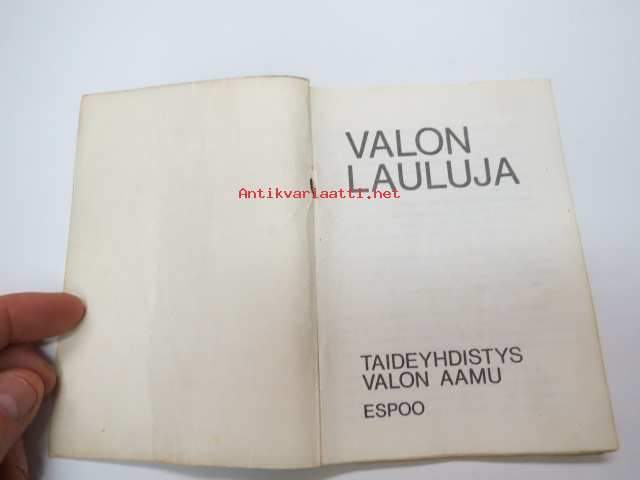 VALON
LAULUJA
Antikvariaatti.net
TAIDEYHDISTYS
VALON AAMU
ESPOO